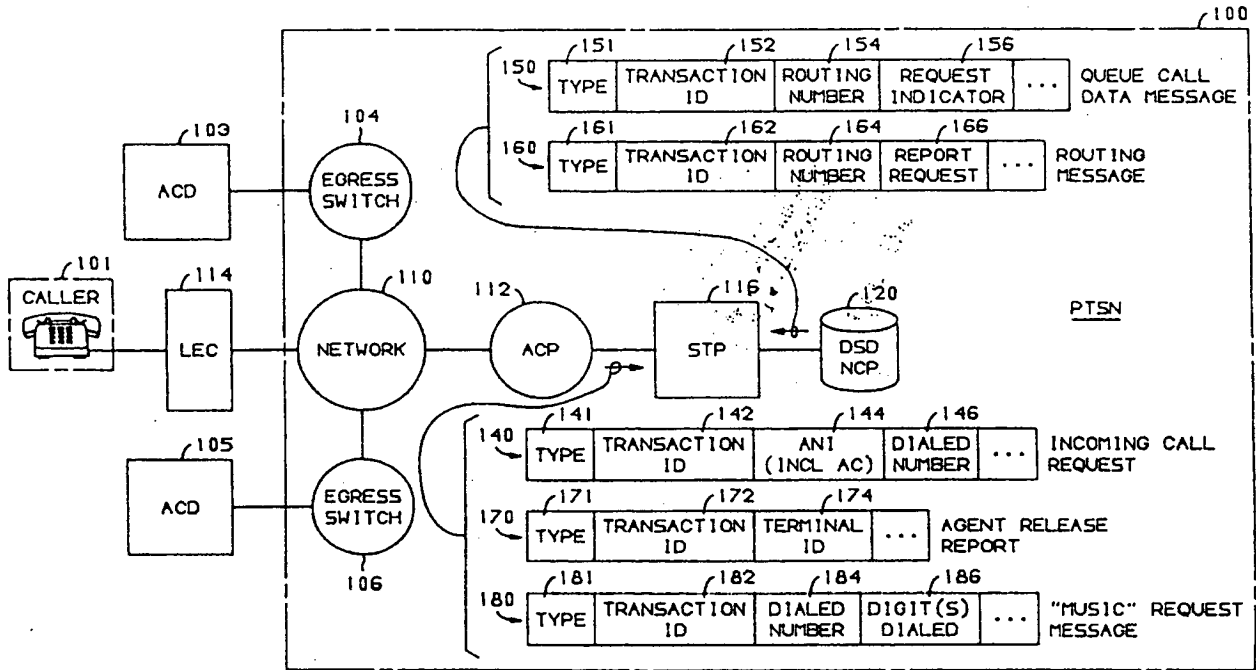 100
151 152 154 156
150 TYPE TRANSACTION ID ROUTING NUMBER REQUEST INDICATOR ... QUEUE CALL DATA MESSAGE
161 162 164 166
160 TYPE TRANSACTION ID ROUTING NUMBER REPORT REQUEST ... ROUTING MESSAGE
103
ACD
104
EGRESS SWITCH
101
CALLER
114
LEC
110
NETWORK
112
ACP
116
STP
120
DSD NCP
PTSN
105
ACD
EGRESS SWITCH
106
141 142 144 146
140 TYPE TRANSACTION ID ANI (INCL AC) DIALED NUMBER ... INCOMING CALL REQUEST
171 172 174
170 TYPE TRANSACTION ID TERMINAL ID ... AGENT RELEASE REPORT
181 182 184 186
180 TYPE TRANSACTION ID DIALED NUMBER DIGIT(S) DIALED ... "MUSIC" REQUEST MESSAGE